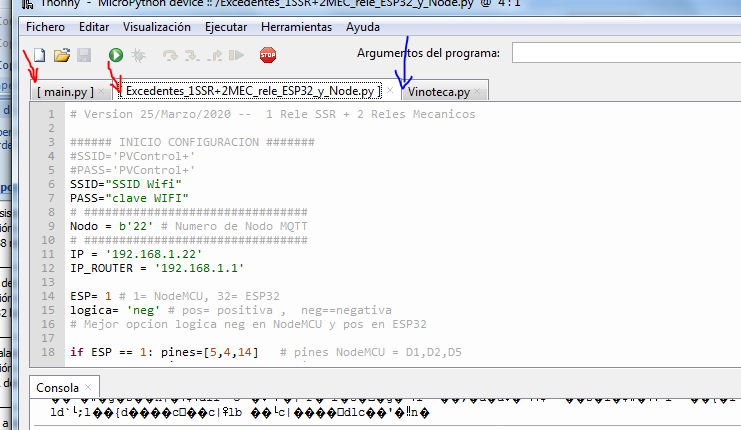 Thonny - MicroPython device :: /Excedentes_1SSR+2MEC_rele_ESP32_y_Node.py @ 4 : 1
Fichero Editar Visualización Ejecutar Herramientas Ayuda
STOP Argumentos del programa:
[ main.py ] [ Excedentes_1SSR+2MEC_rele_ESP32_y_Node.py ] Vinoteca.py
1 # Version 25/Marzo/2020 -- 1 Rele SSR + 2 Reles Mecanicos
2
3 ###### INICIO CONFIGURACION #######
4 #SSID='PVControl+'
5 #PASS='PVControl+'
6 SSID="SSID Wifi"
7 PASS="clave WIFI"
8 # ################################
9 Nodo = b'22' # Numero de Nodo MQTT
10 # ################################
11 IP = '192.168.1.22'
12 IP_ROUTER = '192.168.1.1'
13
14 ESP= 1 # 1= NodeMCU, 32= ESP32
15 logica= 'neg' # pos= positiva , neg==negativa
16 # Mejor opcion logica neg en NodeMCU y pos en ESP32
17
18 if ESP == 1: pines=[5,4,14] # pines NodeMCU = D1,D2,D5
Consola